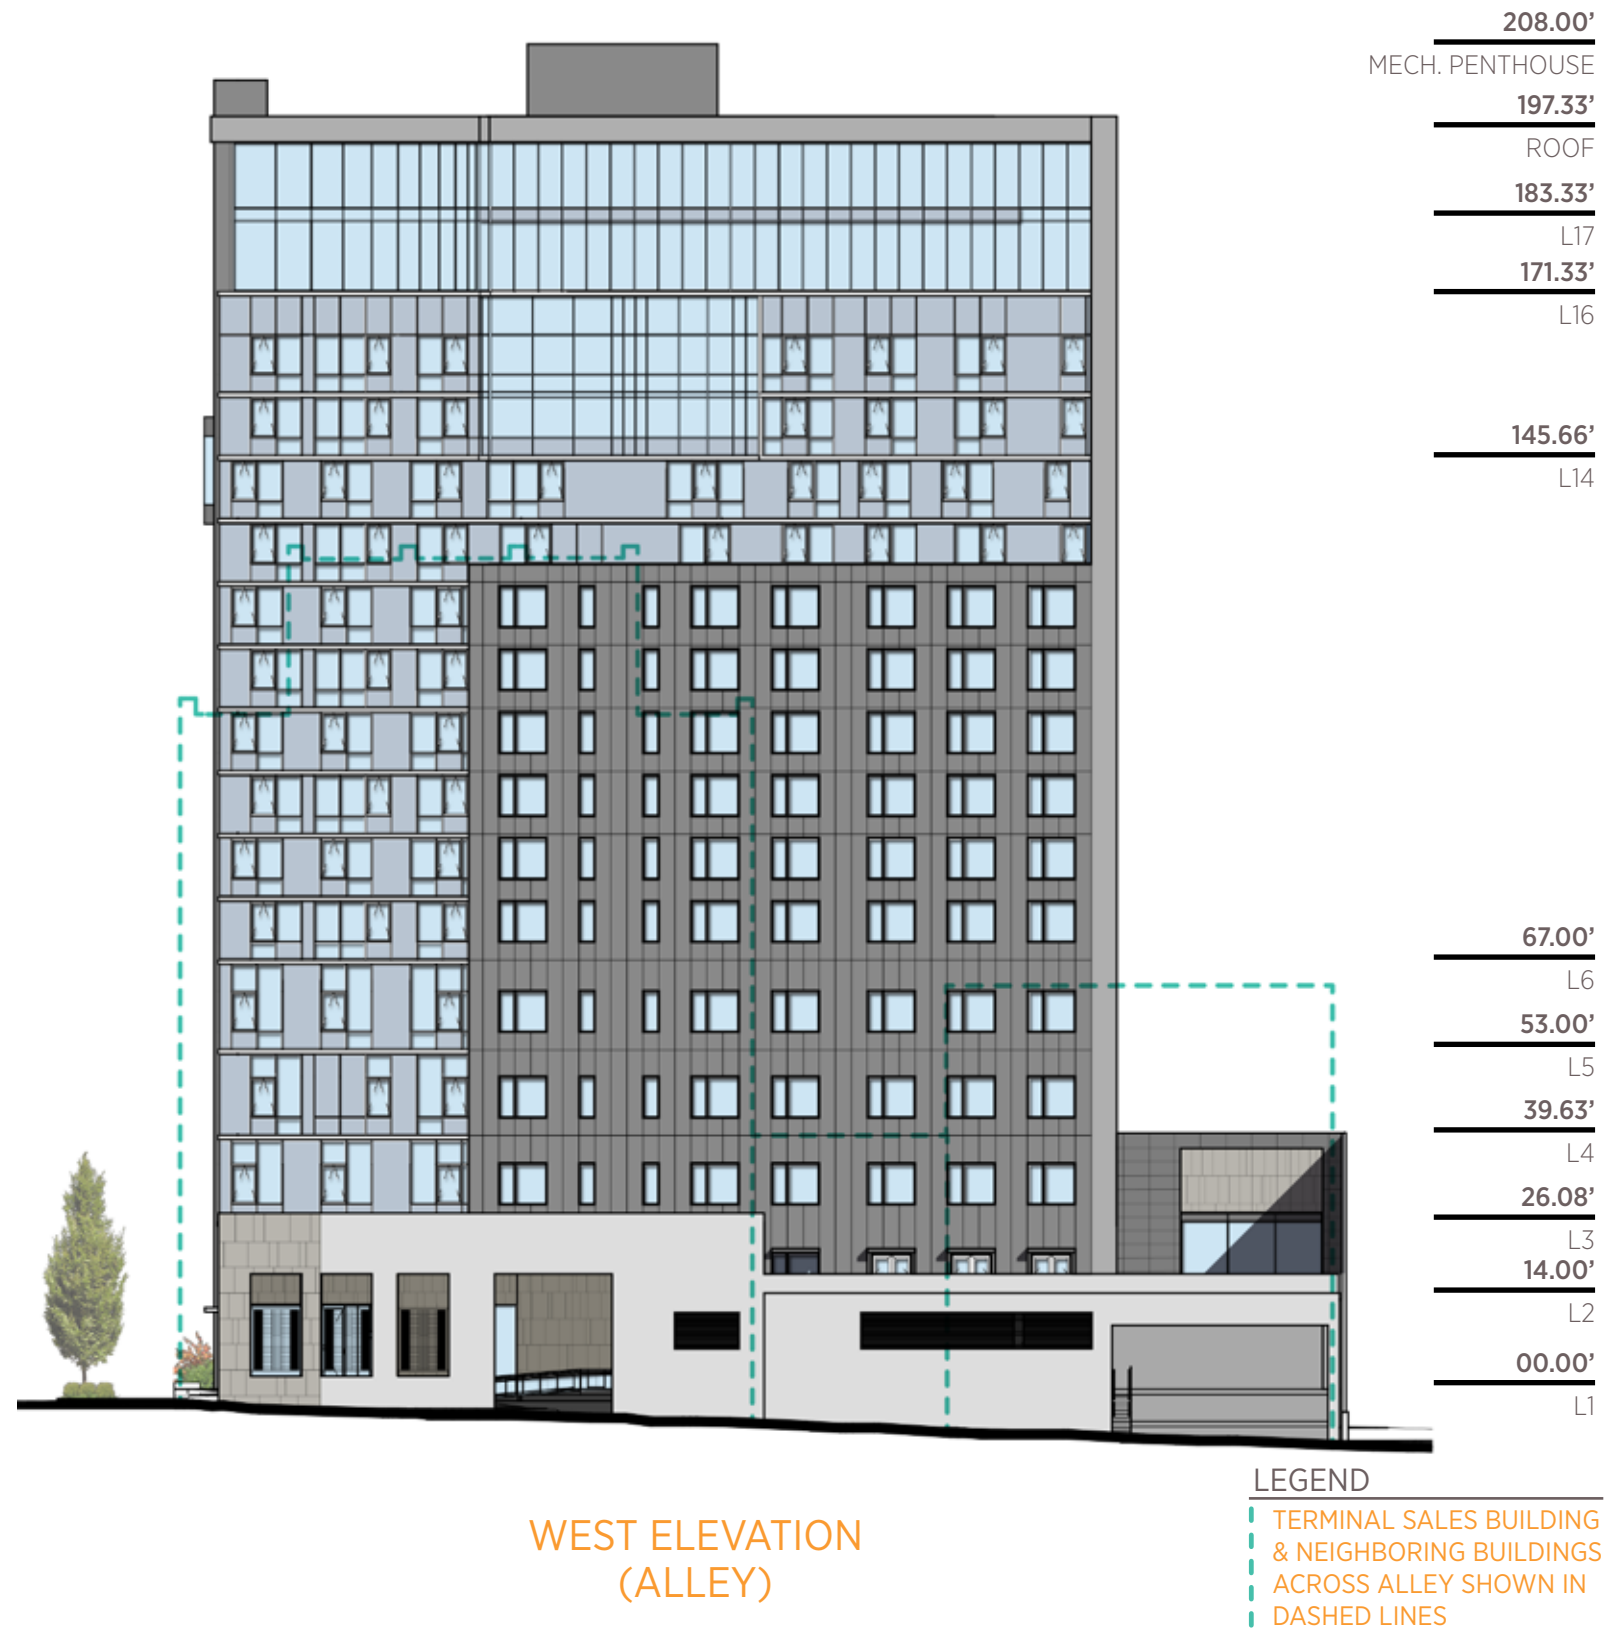 208.00’
MECH. PENTHOUSE
197.33’
ROOF
183.33’
L17
171.33’
L16
145.66’
L14
67.00’
L6
53.00’
L5
39.63’
L4
26.08’
L3
14.00’
L2
00.00’
L1
LEGEND
TERMINAL SALES BUILDING
& NEIGHBORING BUILDINGS
ACROSS ALLEY SHOWN IN
DASHED LINES
WEST ELEVATION
(ALLEY)